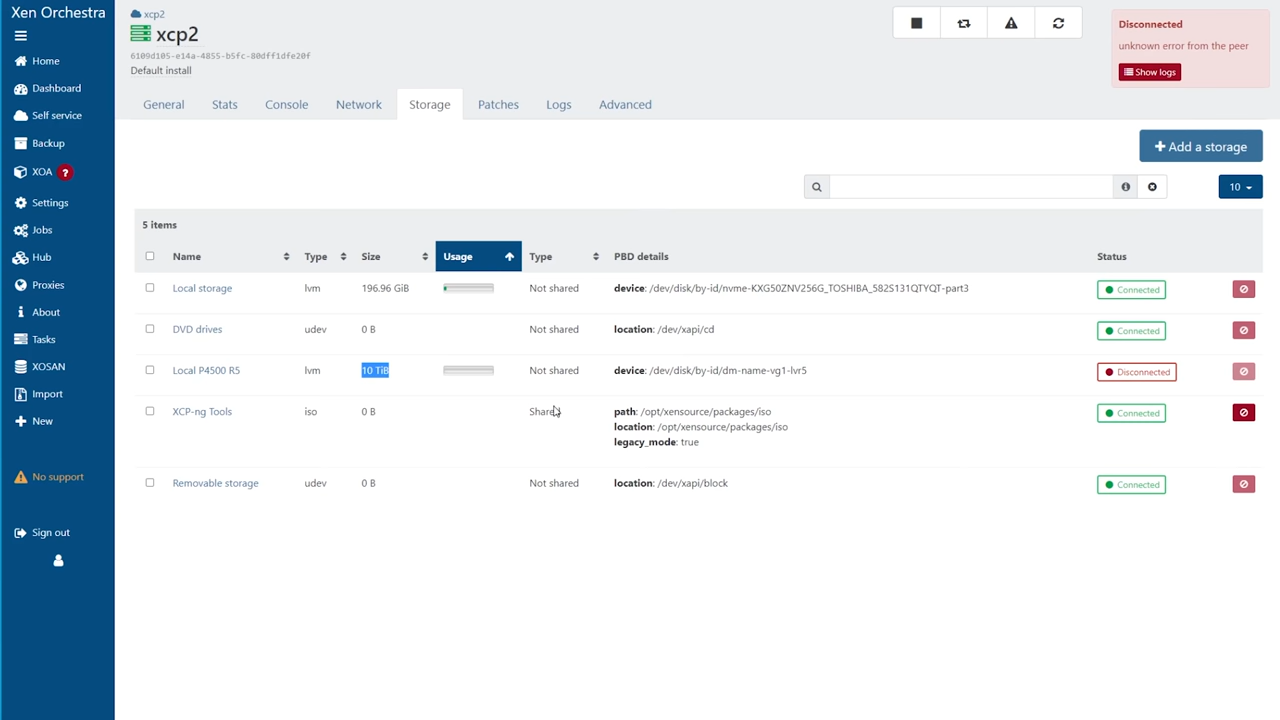 Xen Orchestra
Home
Dashboard
Self service
Backup
XOA ?
Settings
Jobs
Hub
Proxies
About
Tasks
XOSAN
Import
New
No support
Sign out
xcp2
xcp2
6109d105-e14a-4855-b5fc-80dff1dfe20f
Default install
Disconnected
unknown error from the peer
Show logs
General Stats Console Network Storage Patches Logs Advanced
Add a storage
10
5 items
Name Type Size Usage Type PBD details Status
Local storage lvm 196.96 GiB Not shared device: /dev/disk/by-id/nvme-KXG50ZNV256G_TOSHIBA_582S131QTYQT-part3 Connected
DVD drives udev 0 B Not shared location: /dev/xapi/cd Connected
Local P4500 R5 lvm 10 TiB Not shared device: /dev/disk/by-id/dm-name-vg1-lvr5 Disconnected
XCP-ng Tools iso 0 B Shared path: /opt/xensource/packages/iso Connected
location: /opt/xensource/packages/iso
legacy_mode: true
Removable storage udev 0 B Not shared location: /dev/xapi/block Connected